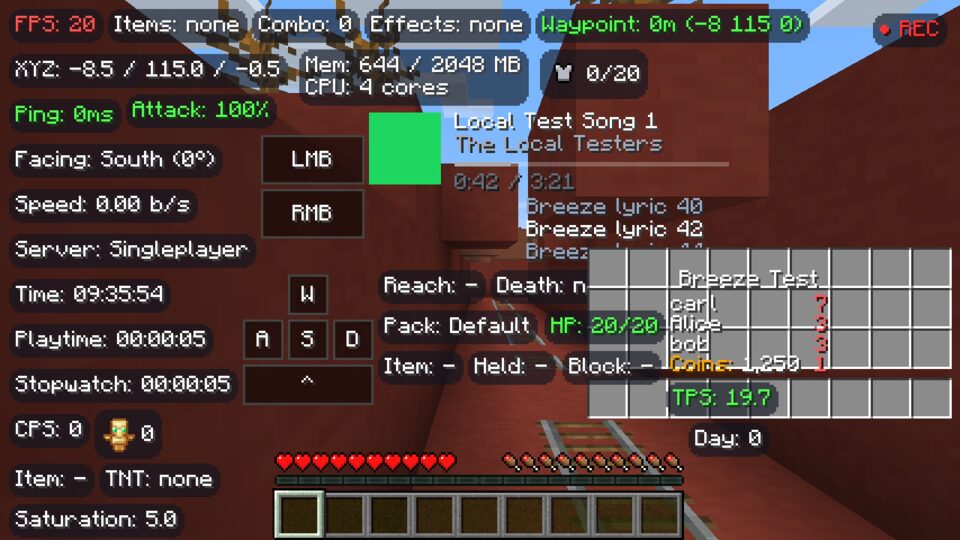 FPS: 20
Items: none
Combo: 0
Effects: none
Waypoint: 0m (-8 115 0)
REC
XYZ: -8.5 / 115.0 / -0.5
Mem: 644 / 2048 MB
CPU: 4 cores
0/20
Ping: 0ms
Attack: 100%
Local Test Song 1
The Local Testers
0:42 / 3:21
Facing: South (0°)
LMB
Speed: 0.00 b/s
RMB
Breeze lyric 40
Breeze lyric 42
Server: Singleplayer
Breeze Test
Time: 09:35:54
W
Reach: -
Death: n
carl 7
Alice 3
bob 3
Coins: 1,250 1
Playtime: 00:00:05
A
S
D
Pack: Default
HP: 20/20
Item: -
Held: -
Block: -
Stopwatch: 00:00:05
^
TPS: 19.7
CPS: 0
0
Day: 0
Item: -
TNT: none
Saturation: 5.0